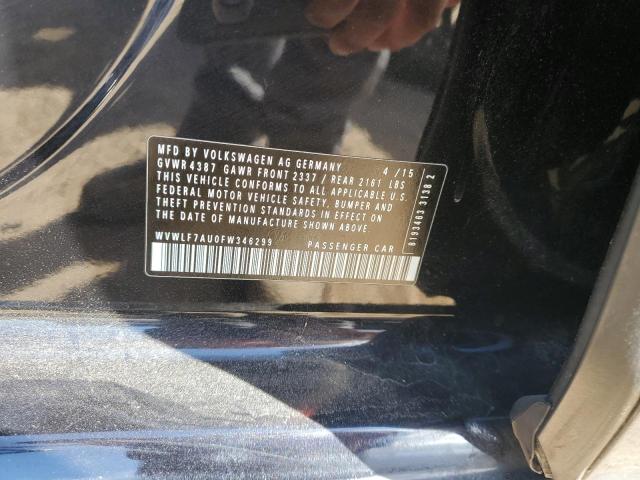 MFD BY VOLKSWAGEN AG GERMANY 4 /15
GVWR 4387 GAWR FRONT 2337 / REAR 2161 LBS
THIS VEHICLE CONFORMS TO ALL APPLICABLE U.S.
FEDERAL MOTOR VEHICLE SAFETY, BUMPER AND
THEFT PREVENTION STANDARDS IN EFFECT ON
THE DATE OF MANUFACTURE SHOWN ABOVE
WVWLF7AU0FW346299 PASSENGER CAR
8193403 3138 2